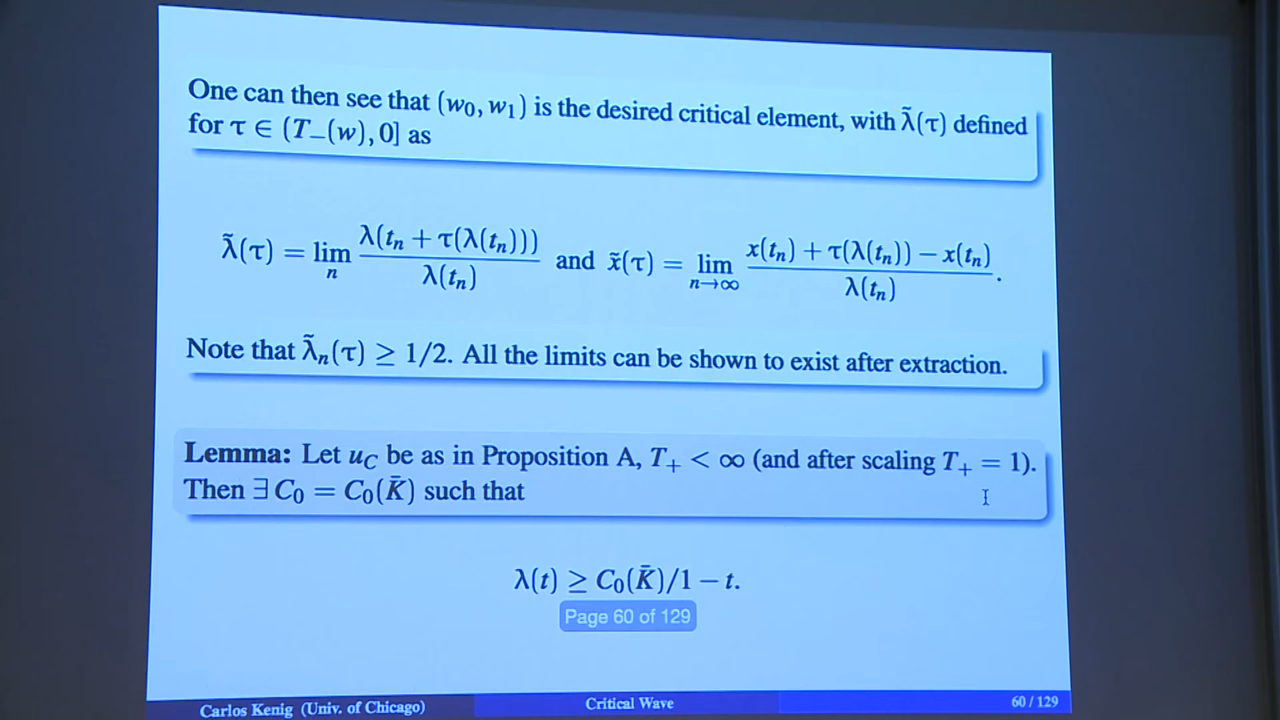 One can then see that (w₀, w₁) is the desired critical element, with λ̃(τ) defined
for τ ∈ (T₋(w), 0] as
λ̃(τ) = lim_n λ(tₙ + τ(λ(tₙ))) / λ(tₙ) and x̃(τ) = lim_{n→∞} x(tₙ) + τ(λ(tₙ)) − x(tₙ) / λ(tₙ).
Note that λ̃ₙ(τ) ≥ 1/2. All the limits can be shown to exist after extraction.
Lemma: Let u_C be as in Proposition A, T₊ < ∞ (and after scaling T₊ = 1).
Then ∃ C₀ = C₀(K̄) such that
λ(t) ≥ C₀(K̄)/1 − t.
Page 60 of 129
Carlos Kenig (Univ. of Chicago) Critical Wave 60 / 129